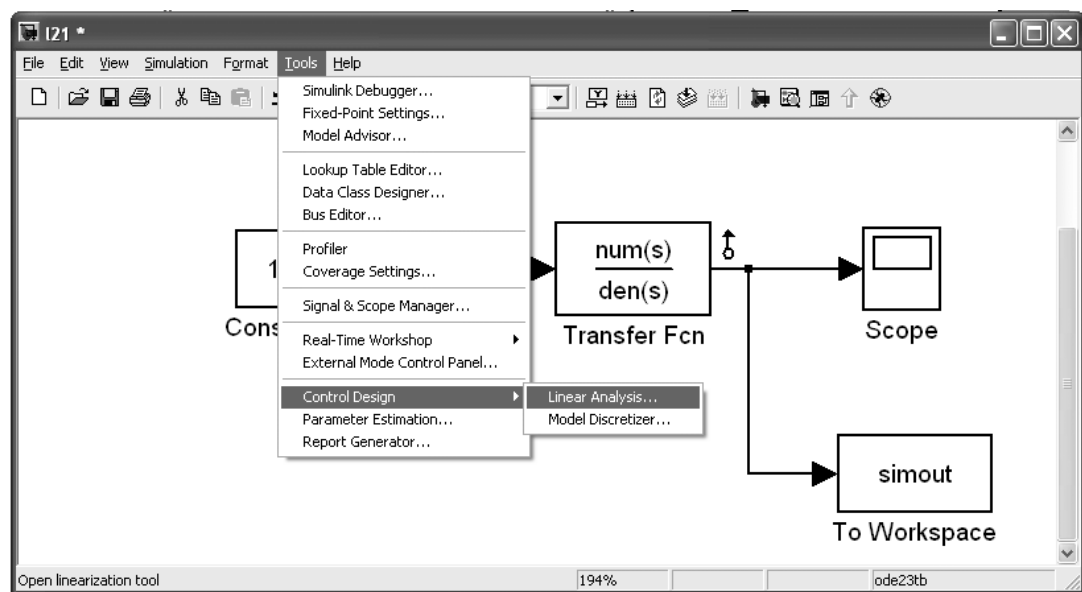 l21 *
File Edit View Simulation Format Tools Help
Simulink Debugger...
Fixed-Point Settings...
Model Advisor...
Lookup Table Editor...
Data Class Designer...
Bus Editor...
Profiler
Coverage Settings...
Signal & Scope Manager...
Real-Time Workshop
External Mode Control Panel...
Control Design
Parameter Estimation...
Report Generator...
Linear Analysis...
Model Discretizer...
1
Cons
num(s)
den(s)
Transfer Fcn
Scope
simout
To Workspace
Open linearization tool 194% ode23tb